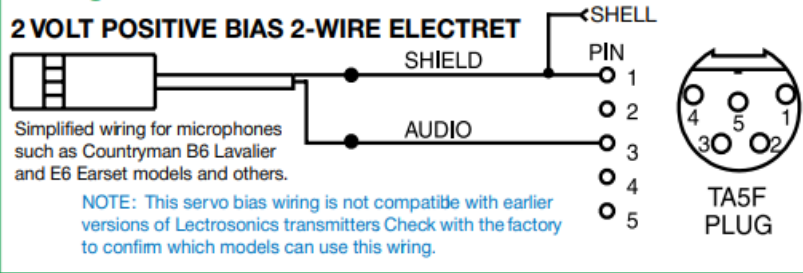 2 VOLT POSITIVE BIAS 2-WIRE ELECTRET
SHELL
PIN
SHIELD
1
2
AUDIO
3
4
5
Simplified wiring for microphones
such as Countryman B6 Lavalier
and E6 Earset models and others.
NOTE: This servo bias wiring is not compatible with earlier
versions of Lectrosonics transmitters Check with the factory
to confirm which models can use this wiring.
4
5
1
3
2
TA5F
PLUG